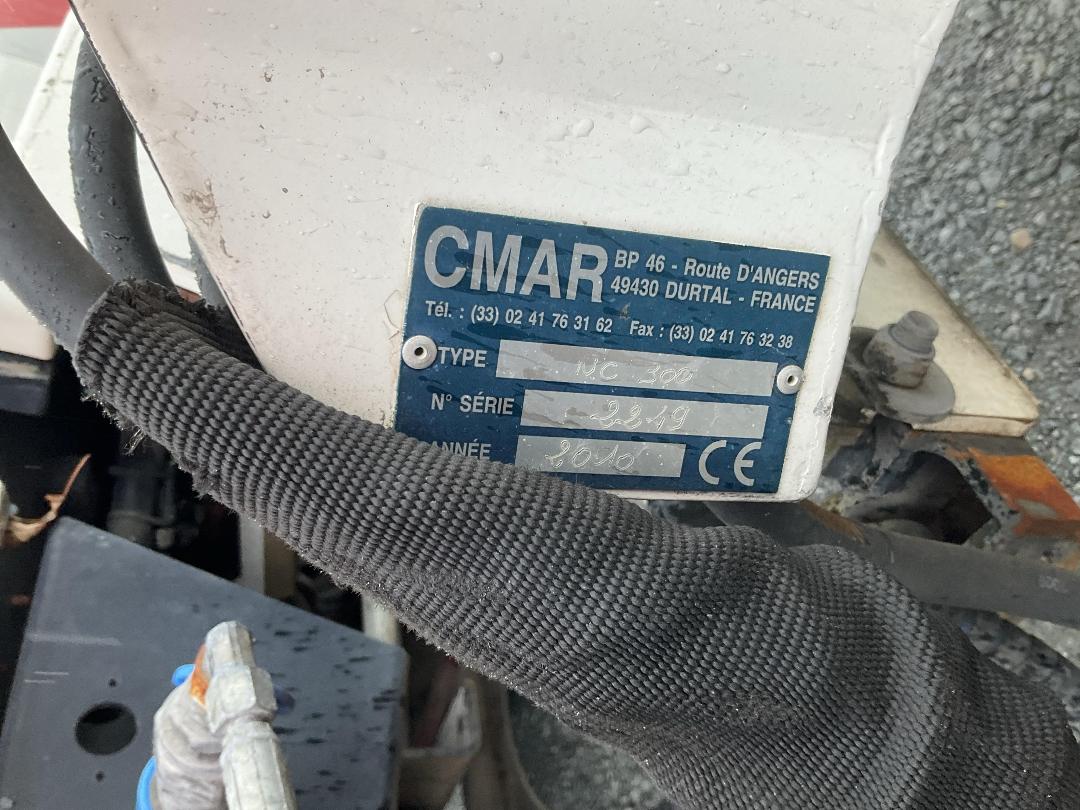 CMAR
BP 46 - Route D'ANGERS
49430 DURTAL - FRANCE
Tél. : (33) 02 41 76 31 62 Fax : (33) 02 41 76 32 38
TYPE NC 300
N° SÉRIE 2249
ANNÉE 2010
CE